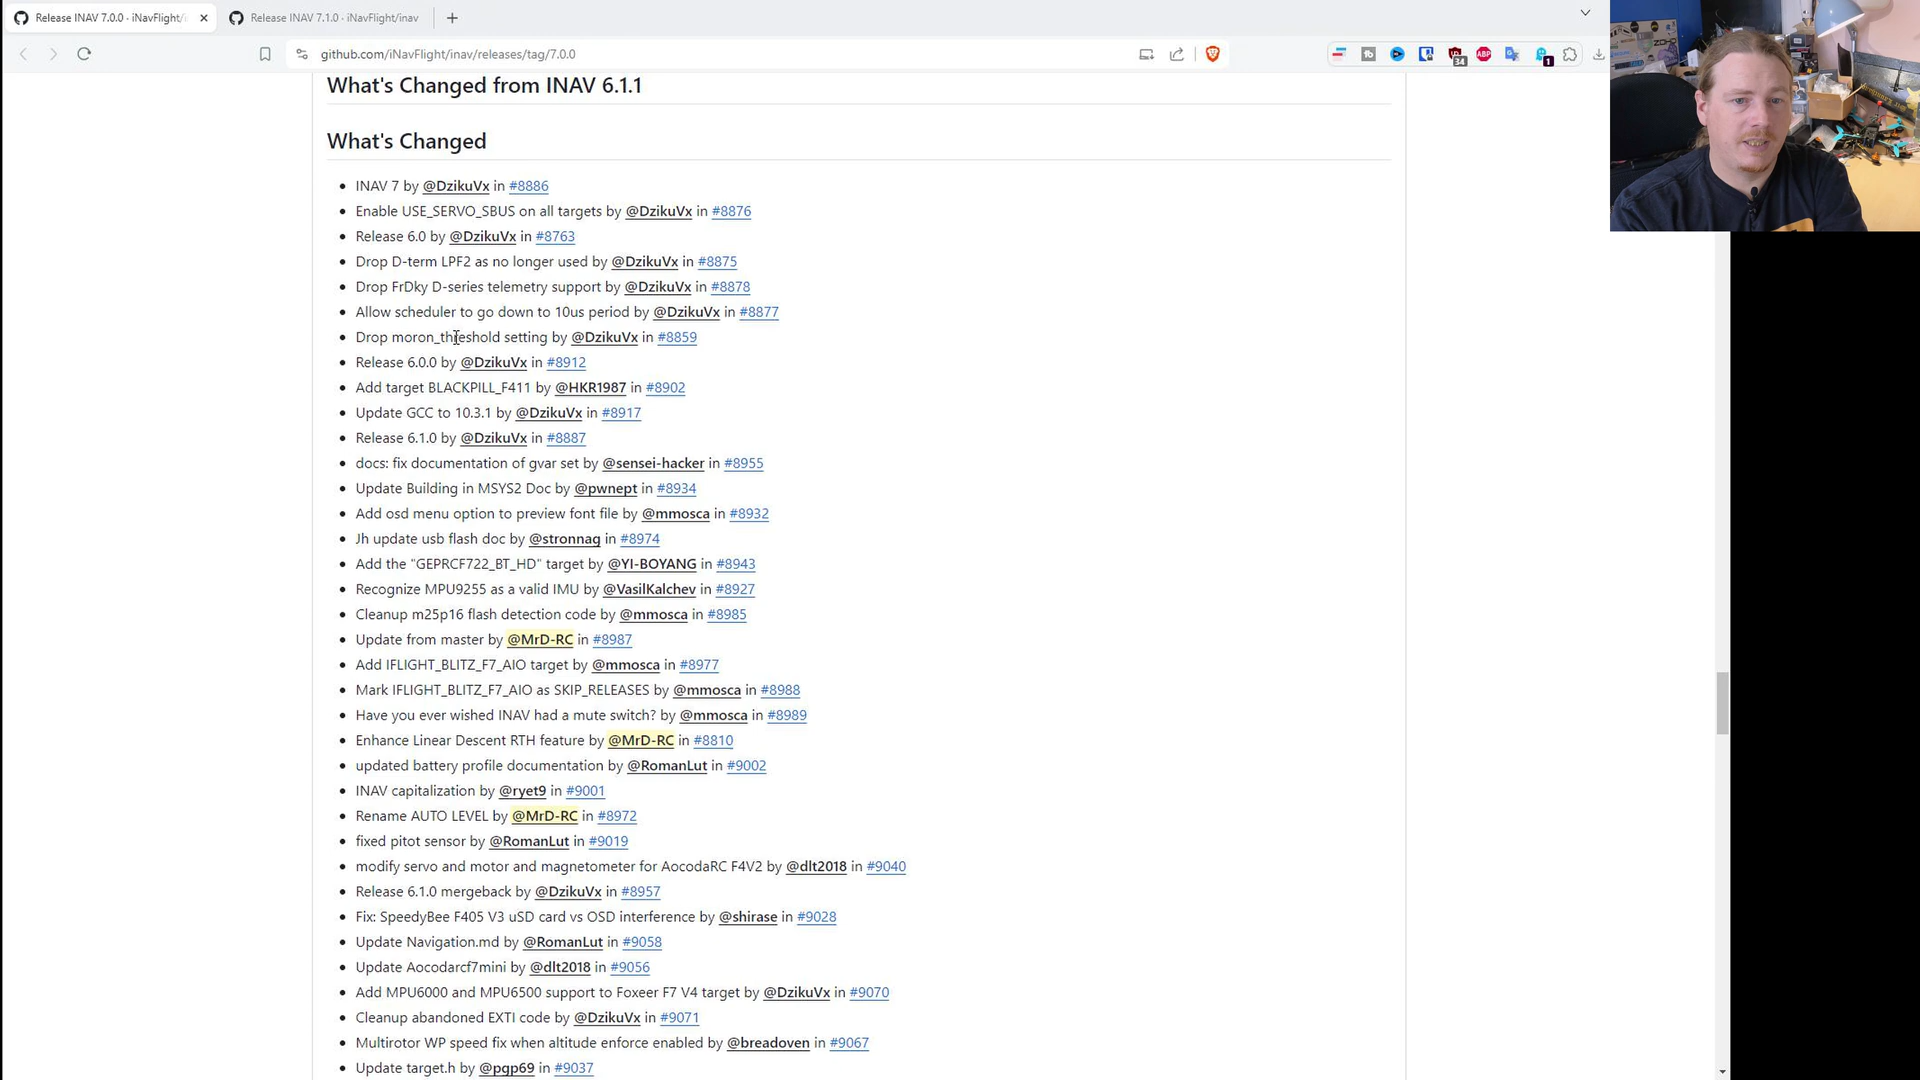 Release INAV 7.0.0 · iNavFlight/i
Release INAV 7.1.0 · iNavFlight/inav
github.com/iNavFlight/inav/releases/tag/7.0.0
34
ABP
1
What's Changed from INAV 6.1.1
What's Changed
INAV 7 by @DzikuVx in #8886
Enable USE_SERVO_SBUS on all targets by @DzikuVx in #8876
Release 6.0 by @DzikuVx in #8763
Drop D-term LPF2 as no longer used by @DzikuVx in #8875
Drop FrDky D-series telemetry support by @DzikuVx in #8878
Allow scheduler to go down to 10us period by @DzikuVx in #8877
Drop moron_threshold setting by @DzikuVx in #8859
Release 6.0.0 by @DzikuVx in #8912
Add target BLACKPILL_F411 by @HKR1987 in #8902
Update GCC to 10.3.1 by @DzikuVx in #8917
Release 6.1.0 by @DzikuVx in #8887
docs: fix documentation of gvar set by @sensei-hacker in #8955
Update Building in MSYS2 Doc by @pwnept in #8934
Add osd menu option to preview font file by @mmosca in #8932
Jh update usb flash doc by @stronnag in #8974
Add the "GEPRCF722_BT_HD" target by @YI-BOYANG in #8943
Recognize MPU9255 as a valid IMU by @VasilKalchev in #8927
Cleanup m25p16 flash detection code by @mmosca in #8985
Update from master by @MrD-RC in #8987
Add IFLIGHT_BLITZ_F7_AIO target by @mmosca in #8977
Mark IFLIGHT_BLITZ_F7_AIO as SKIP_RELEASES by @mmosca in #8988
Have you ever wished INAV had a mute switch? by @mmosca in #8989
Enhance Linear Descent RTH feature by @MrD-RC in #8810
updated battery profile documentation by @RomanLut in #9002
INAV capitalization by @ryet9 in #9001
Rename AUTO LEVEL by @MrD-RC in #8972
fixed pitot sensor by @RomanLut in #9019
modify servo and motor and magnetometer for AocodaRC F4V2 by @dlt2018 in #9040
Release 6.1.0 mergeback by @DzikuVx in #8957
Fix: SpeedyBee F405 V3 uSD card vs OSD interference by @shirase in #9028
Update Navigation.md by @RomanLut in #9058
Update Aocodarcf7mini by @dlt2018 in #9056
Add MPU6000 and MPU6500 support to Foxeer F7 V4 target by @DzikuVx in #9070
Cleanup abandoned EXTI code by @DzikuVx in #9071
Multirotor WP speed fix when altitude enforce enabled by @breadoven in #9067
Update target.h by @pgp69 in #9037